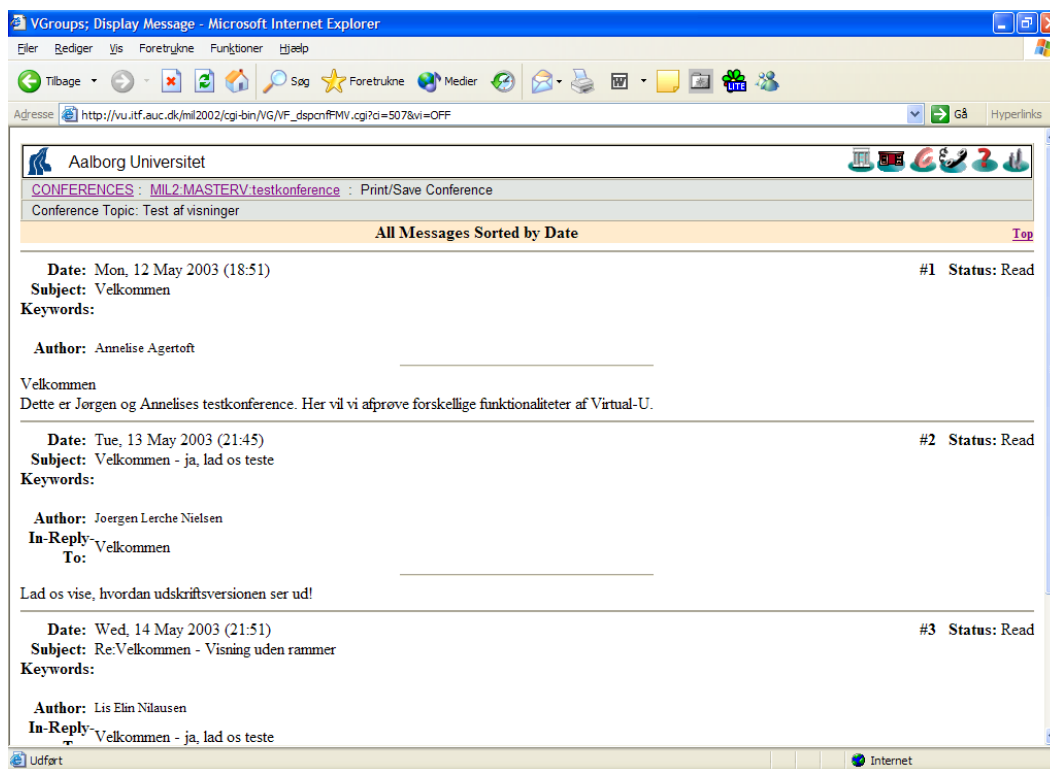 VGroups; Display Message - Microsoft Internet Explorer
Filer Rediger Vis Foretrukne Funktioner Hjælp
Tilbage Søg Foretrukne Medier LITE
Adresse http://vu.itf.auc.dk/mil2002/cgi-bin/VG/VF_dspcnfFMV.cgi?ci=507&vi=OFF Gå Hyperlinks
Aalborg Universitet
CONFERENCES : MIL2:MASTERV:testkonference : Print/Save Conference
Conference Topic: Test af visninger
All Messages Sorted by Date Top
Date: Mon, 12 May 2003 (18:51) #1 Status: Read
Subject: Velkommen
Keywords:
Author: Annelise Agertoft
Velkommen
Dette er Jørgen og Annelises testkonference. Her vil vi afprøve forskellige funktionaliteter af Virtual-U.
Date: Tue, 13 May 2003 (21:45) #2 Status: Read
Subject: Velkommen - ja, lad os teste
Keywords:
Author: Joergen Lerche Nielsen
In-Reply-
To: Velkommen
Lad os vise, hvordan udskriftsversionen ser ud!
Date: Wed, 14 May 2003 (21:51) #3 Status: Read
Subject: Re:Velkommen - Visning uden rammer
Keywords:
Author: Lis Elin Nilausen
In-Reply-
Velkommen - ja, lad os teste
Udført Internet